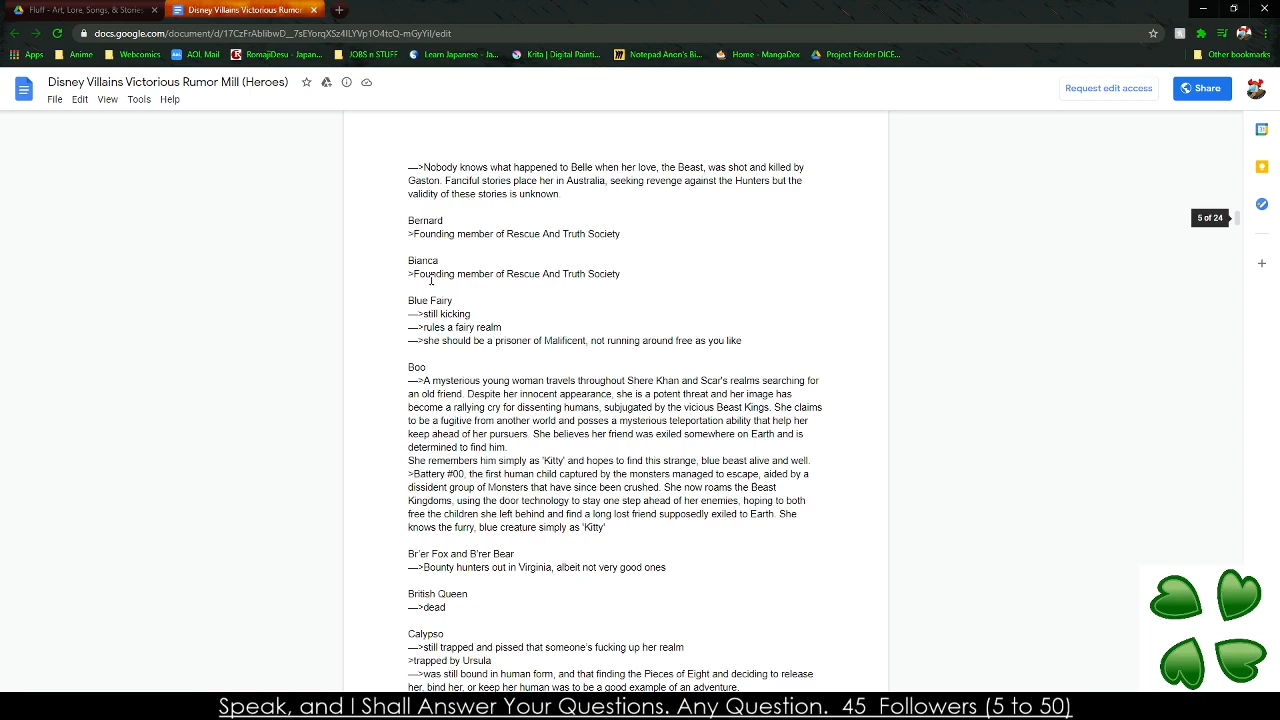 Fluff - Art, Lore, Songs, & Stories
Disney Villains Victorious Rumor
docs.google.com/document/d/17CzFrAbIibwD__7sEYorqXSz4ILYVp1O4tcQ-mGyYiI/edit
Apps Anime Webcomics AOL Mail RomajiDesu - Japan... JOBS n STUFF Learn Japanese - Ja... Krita | Digital Paintin... Notepad Anon's Bi... Home - MangaDex Project Folder DICE... Other bookmarks
Disney Villains Victorious Rumor Mill (Heroes)
File Edit View Tools Help
Request edit access
Share
5 of 24
—>Nobody knows what happened to Belle when her love, the Beast, was shot and killed by
Gaston. Fanciful stories place her in Australia, seeking revenge against the Hunters but the
validity of these stories is unknown.
Bernard
>Founding member of Rescue And Truth Society
Bianca
>Founding member of Rescue And Truth Society
Blue Fairy
—>still kicking
—>rules a fairy realm
—>she should be a prisoner of Malificent, not running around free as you like
Boo
—>A mysterious young woman travels throughout Shere Khan and Scar's realms searching for
an old friend. Despite her innocent appearance, she is a potent threat and her image has
become a rallying cry for dissenting humans, subjugated by the vicious Beast Kings. She claims
to be a fugitive from another world and posses a mysterious teleportation ability that help her
keep ahead of her pursuers. She believes her friend was exiled somewhere on Earth and is
determined to find him.
She remembers him simply as 'Kitty' and hopes to find this strange, blue beast alive and well.
>Battery #00, the first human child captured by the monsters managed to escape, aided by a
dissident group of Monsters that have since been crushed. She now roams the Beast
Kingdoms, using the door technology to stay one step ahead of her enemies, hoping to both
free the children she left behind and find a long lost friend supposedly exiled to Earth. She
knows the furry, blue creature simply as 'Kitty'
Br'er Fox and B'rer Bear
—>Bounty hunters out in Virginia, albeit not very good ones
British Queen
—>dead
Calypso
—>still trapped and pissed that someone's fucking up her realm
>trapped by Ursula
—>was still bound in human form, and that finding the Pieces of Eight and deciding to release
her, bind her, or keep her human was to be a good example of an adventure.
Speak, and I Shall Answer Your Questions. Any Question. 45 Followers (5 to 50)